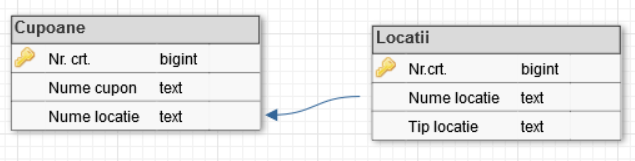 Cupoane
Nr. crt. bigint
Nume cupon text
Nume locatie text
Locatii
Nr.crt. bigint
Nume locatie text
Tip locatie text